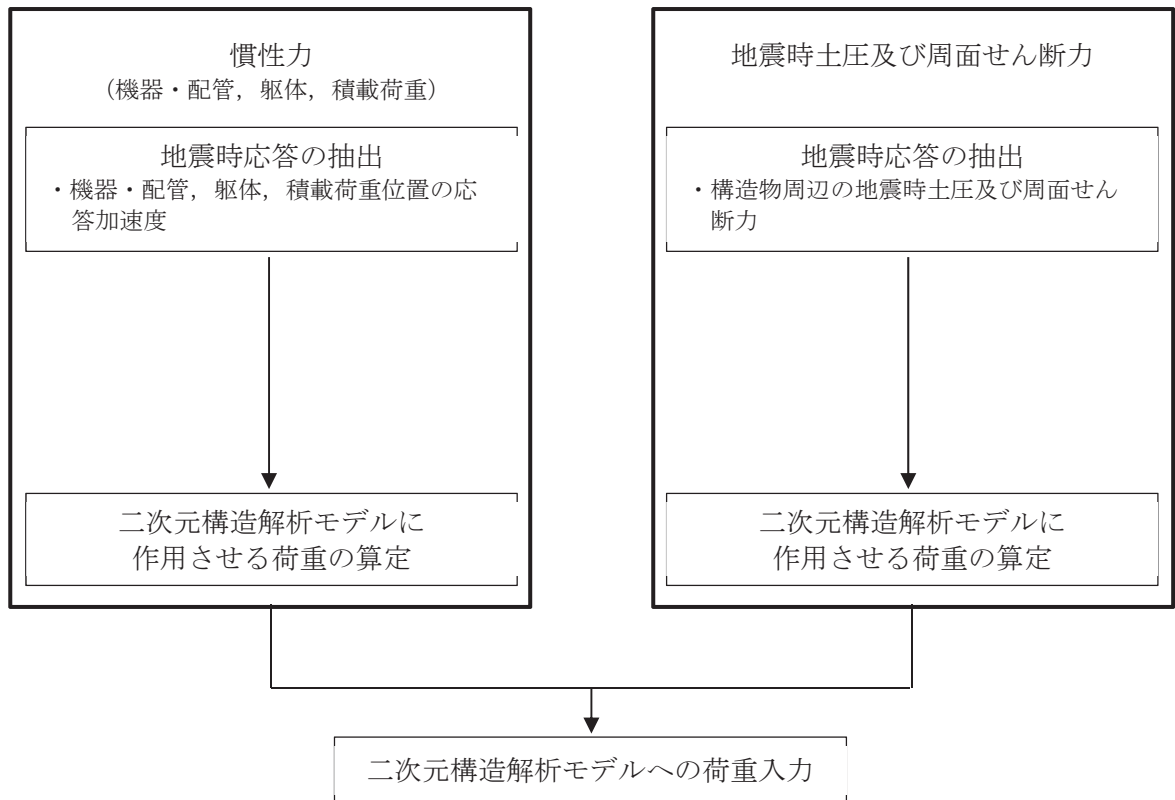 慣性力
（機器・配管，躯体，積載荷重）
地震時応答の抽出
・機器・配管，躯体，積載荷重位置の応
答加速度
二次元構造解析モデルに
作用させる荷重の算定
地震時土圧及び周面せん断力
地震時応答の抽出
・構造物周辺の地震時土圧及び周面せん
断力
二次元構造解析モデルに
作用させる荷重の算定
二次元構造解析モデルへの荷重入力